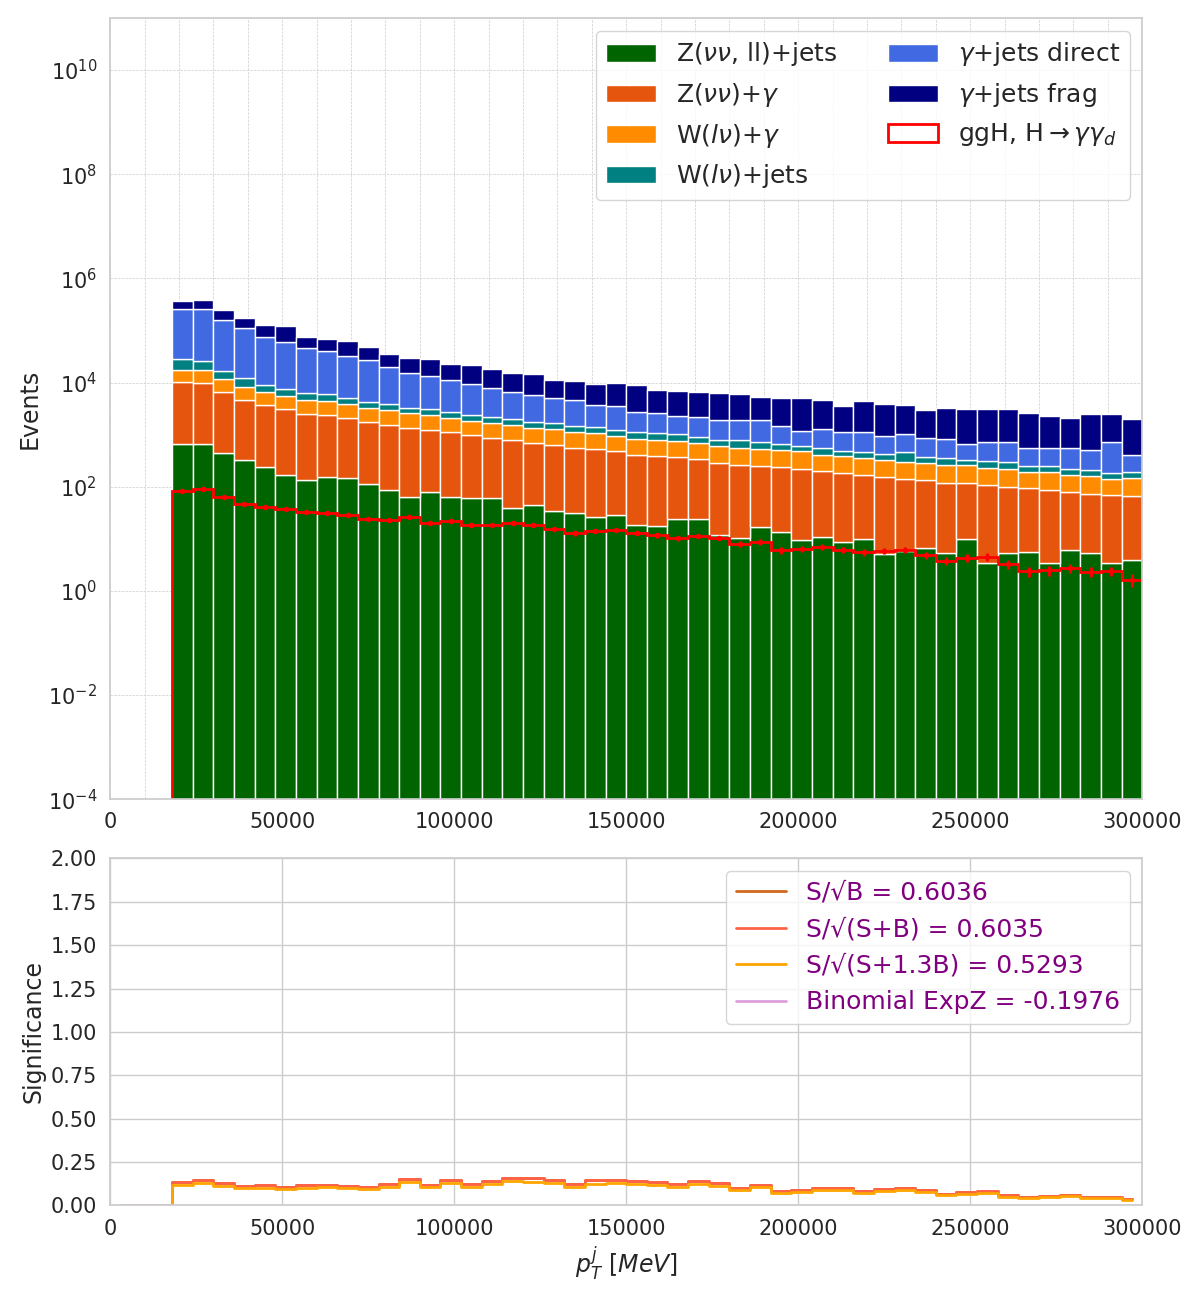 Z(νν, ll)+jets
Z(νν)+γ
W(lν)+γ
W(lν)+jets
γ+jets direct
γ+jets frag
ggH, H→γγ_d
Events
10^10
10^8
10^6
10^4
10^2
10^0
10^−2
10^−4
0 50000 100000 150000 200000 250000 300000
S/√B = 0.6036
S/√(S+B) = 0.6035
S/√(S+1.3B) = 0.5293
Binomial ExpZ = -0.1976
Significance
2.00
1.75
1.50
1.25
1.00
0.75
0.50
0.25
0.00
0 50000 100000 150000 200000 250000 300000
p_T^j [MeV]